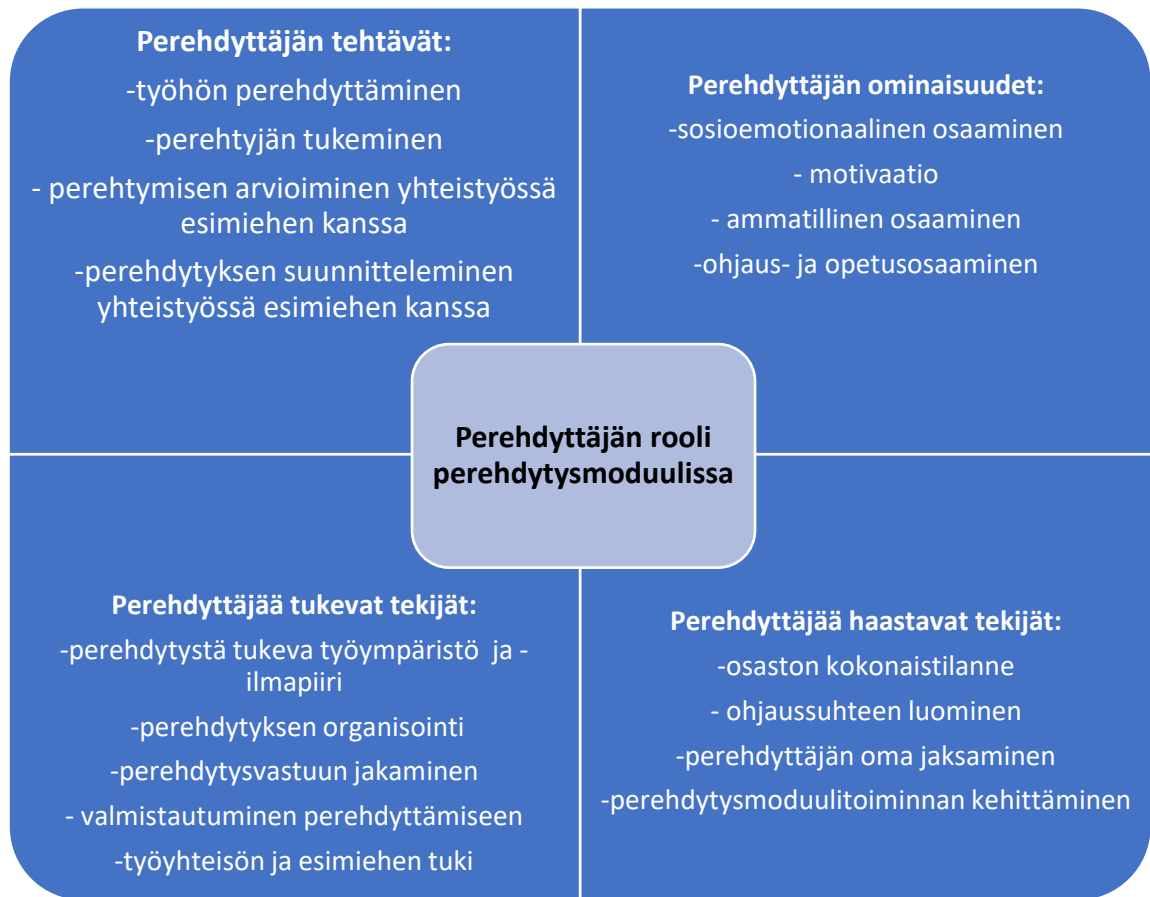 Perehdyttäjän tehtävät:
-työhön perehdyttäminen
-perehtyjän tukeminen
- perehtymisen arvioiminen yhteistyössä
esimiehen kanssa
-perehdytyksen suunnitteleminen
yhteistyössä esimiehen kanssa
Perehdyttäjän ominaisuudet:
-sosioemotionaalinen osaaminen
- motivaatio
- ammatillinen osaaminen
-ohjaus- ja opetusosaaminen
Perehdyttäjän rooli
perehdytysmoduulissa
Perehdyttäjää tukevat tekijät:
-perehdytystä tukeva työympäristö ja -
ilmapiiri
-perehdytyksen organisointi
-perehdytysvastuun jakaminen
- valmistautuminen perehdyttämiseen
-työyhteisön ja esimiehen tuki
Perehdyttäjää haastavat tekijät:
-osaston kokonaistilanne
- ohjaussuhteen luominen
-perehdyttäjän oma jaksaminen
-perehdytysmoduulitoiminnan kehittäminen